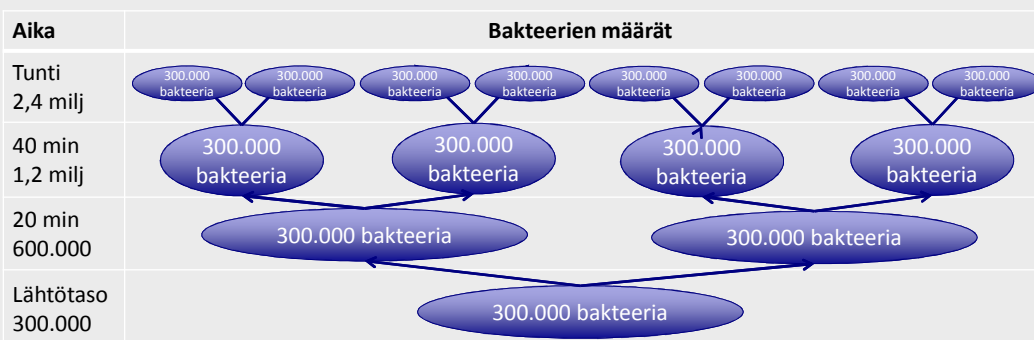 Aika
Bakteerien määrät
Tunti
2,4 milj
300.000
bakteeria
300.000
bakteeria
300.000
bakteeria
300.000
bakteeria
300.000
bakteeria
300.000
bakteeria
300.000
bakteeria
300.000
bakteeria
40 min
1,2 milj
300.000
bakteeria
300.000
bakteeria
300.000
bakteeria
300.000
bakteeria
20 min
600.000
300.000 bakteeria
300.000 bakteeria
Lähtötaso
300.000
300.000 bakteeria